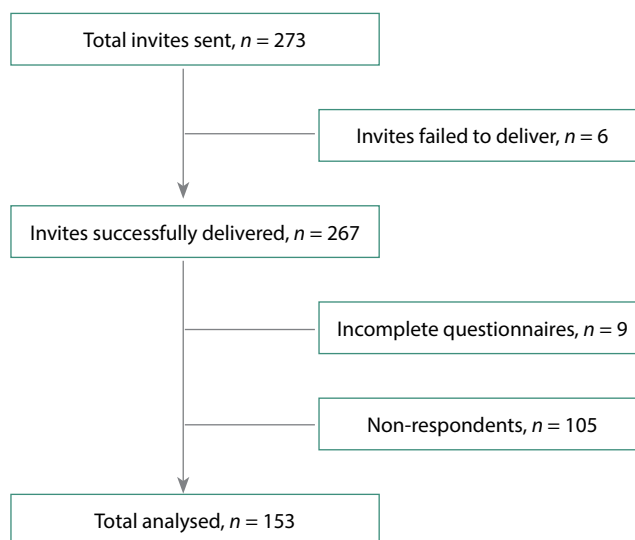 Total invites sent, n = 273
Invites failed to deliver, n = 6
Invites successfully delivered, n = 267
Incomplete questionnaires, n = 9
Non-respondents, n = 105
Total analysed, n = 153